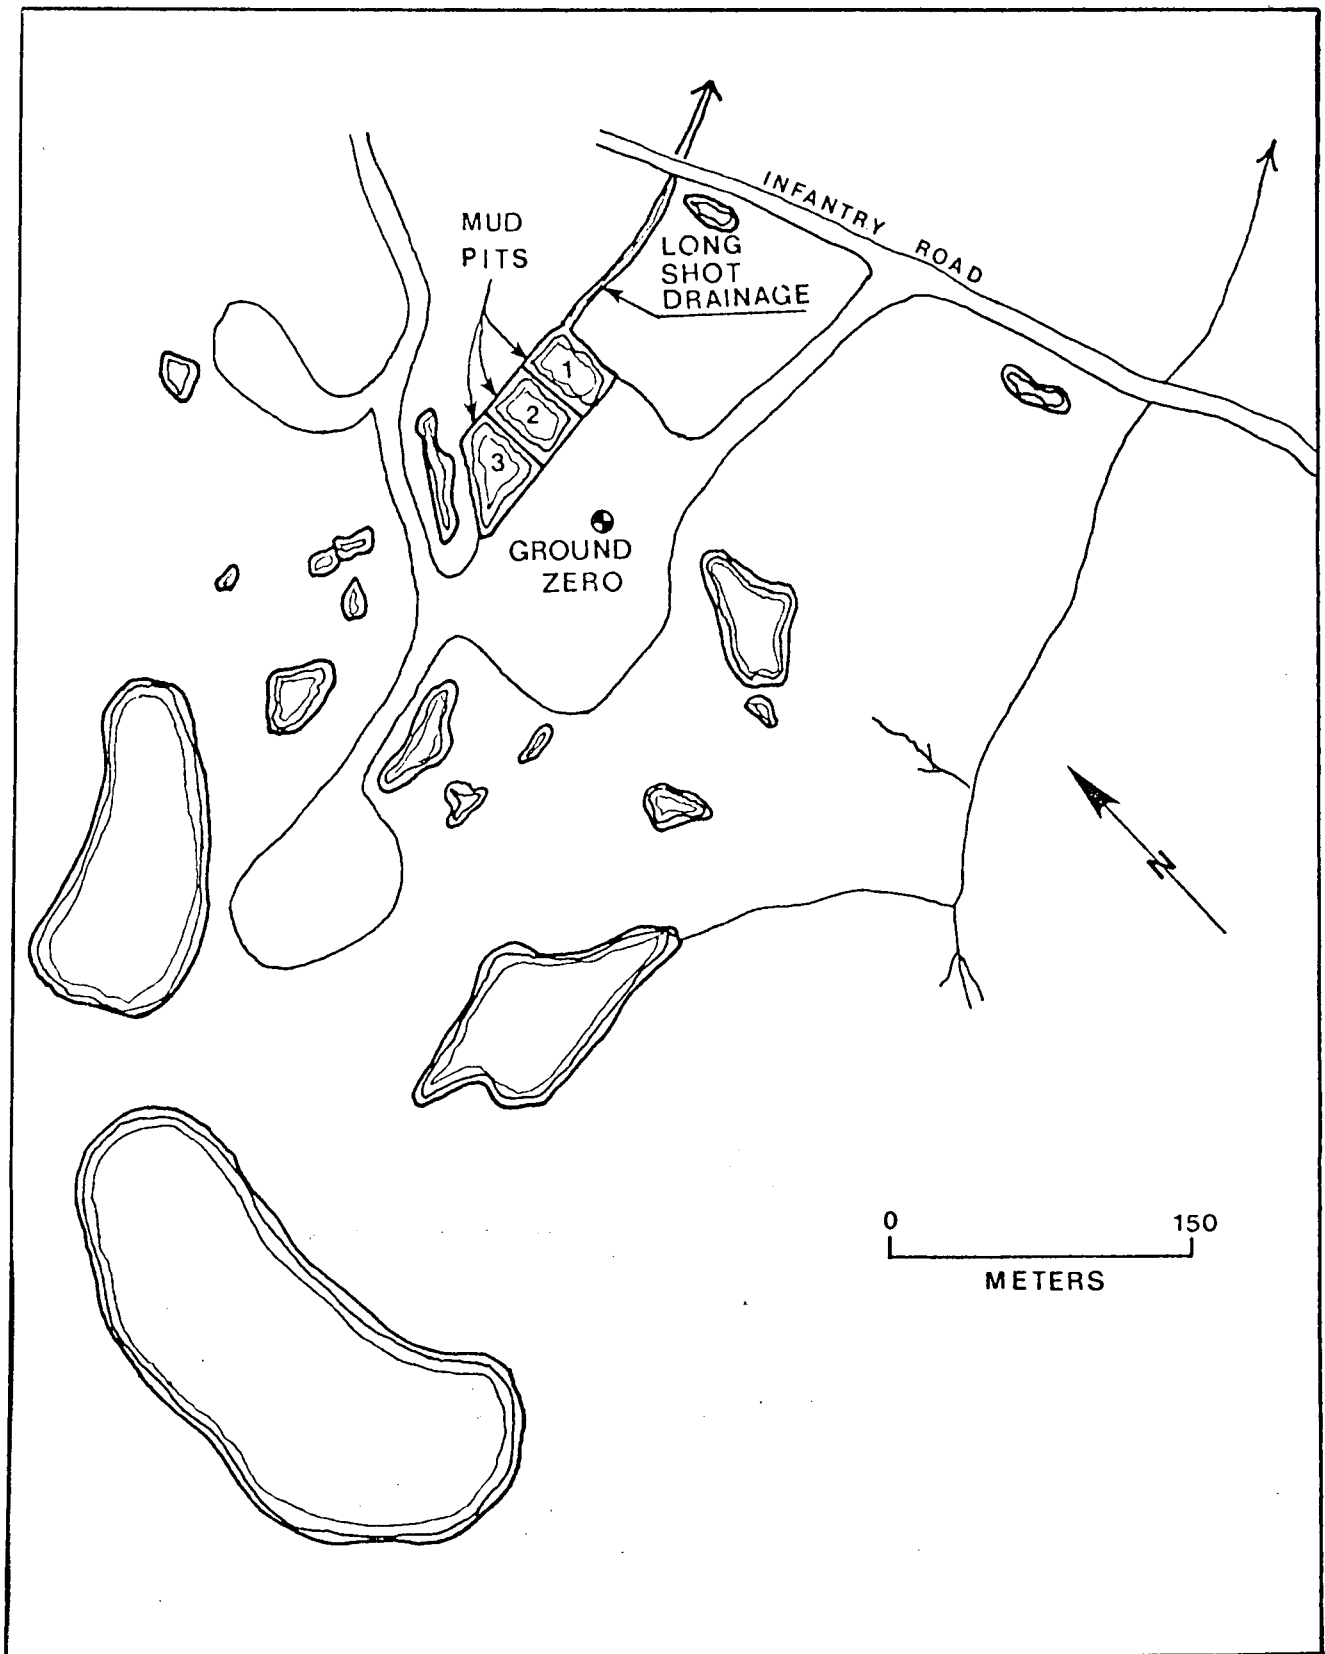 INFANTRY ROAD
MUD
PITS
LONG
SHOT
DRAINAGE
1
2
3
GROUND
ZERO
N
0 150
METERS